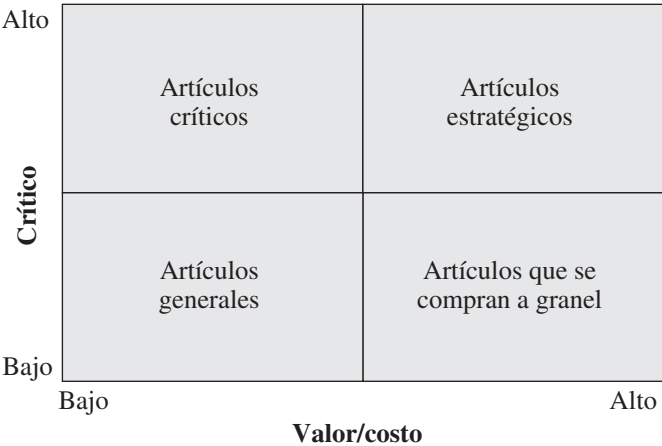 Alto
Artículos
críticos
Artículos
estratégicos
Crítico
Artículos
generales
Artículos que se
compran a granel
Bajo
Bajo
Alto
Valor/costo